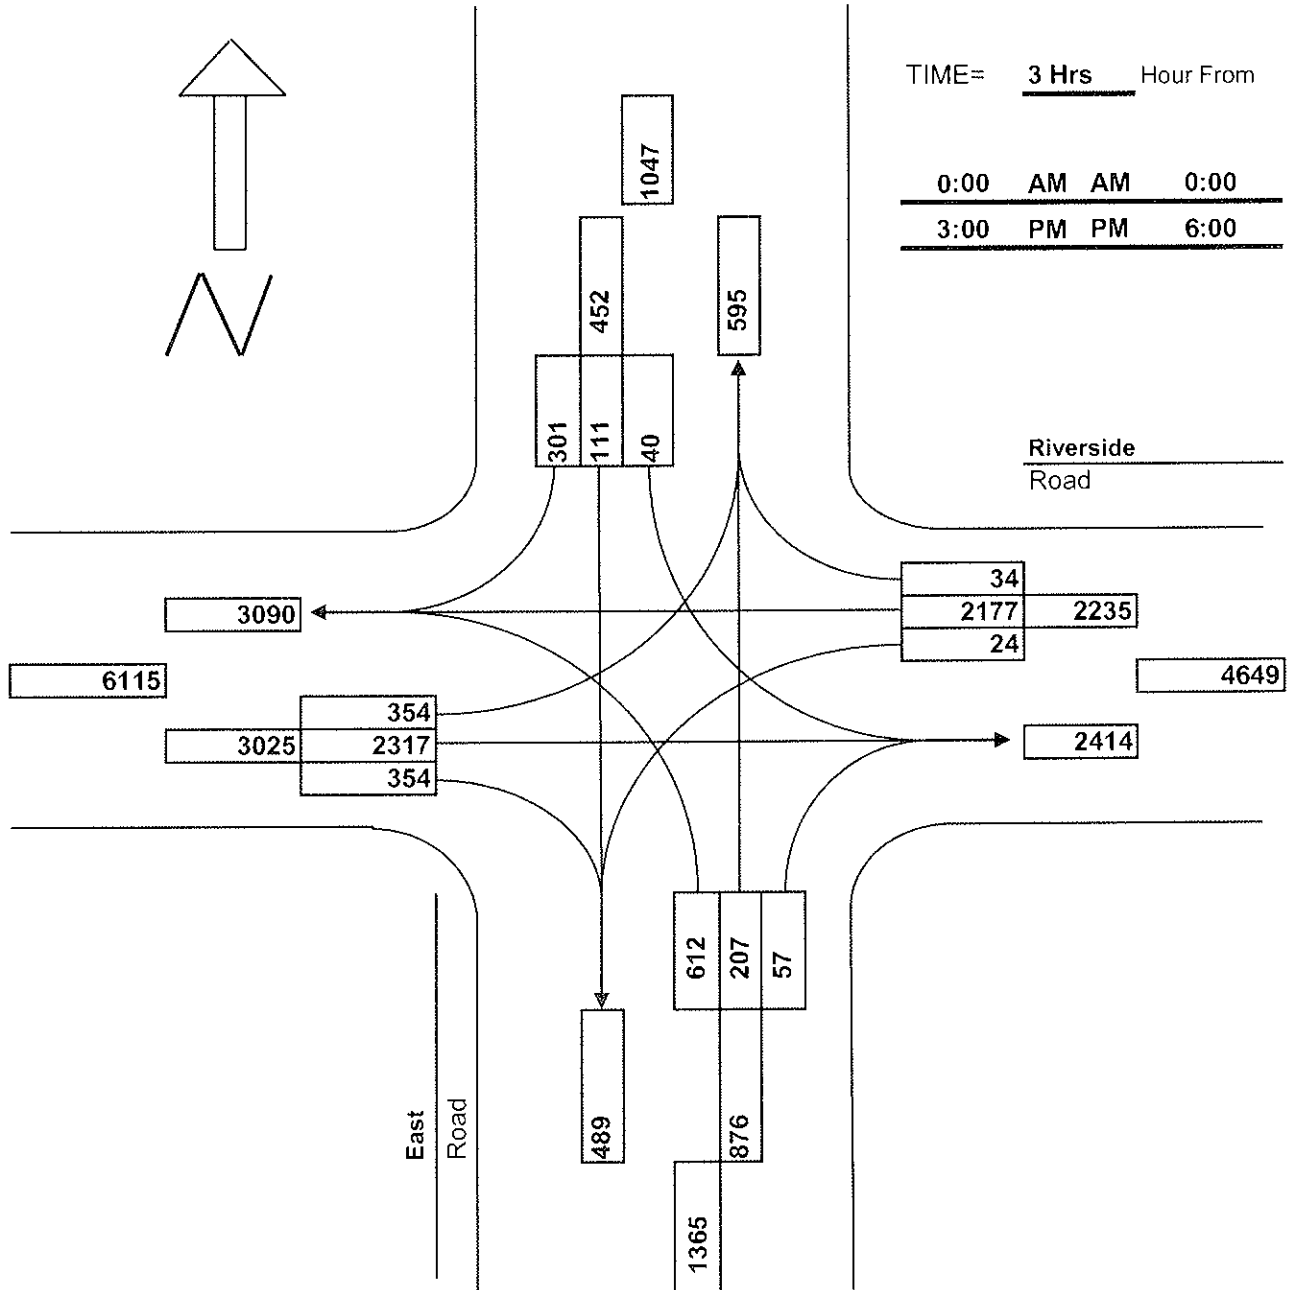 TIME= 3 Hrs Hour From
0:00 AM AM 0:00
3:00 PM PM 6:00
N
1047
452
595
301 111 40
Riverside
Road
34
3090
2177 2235
24
6115
4649
354
3025 2317
2414
354
612 207 57
East
Road
489
876
1365